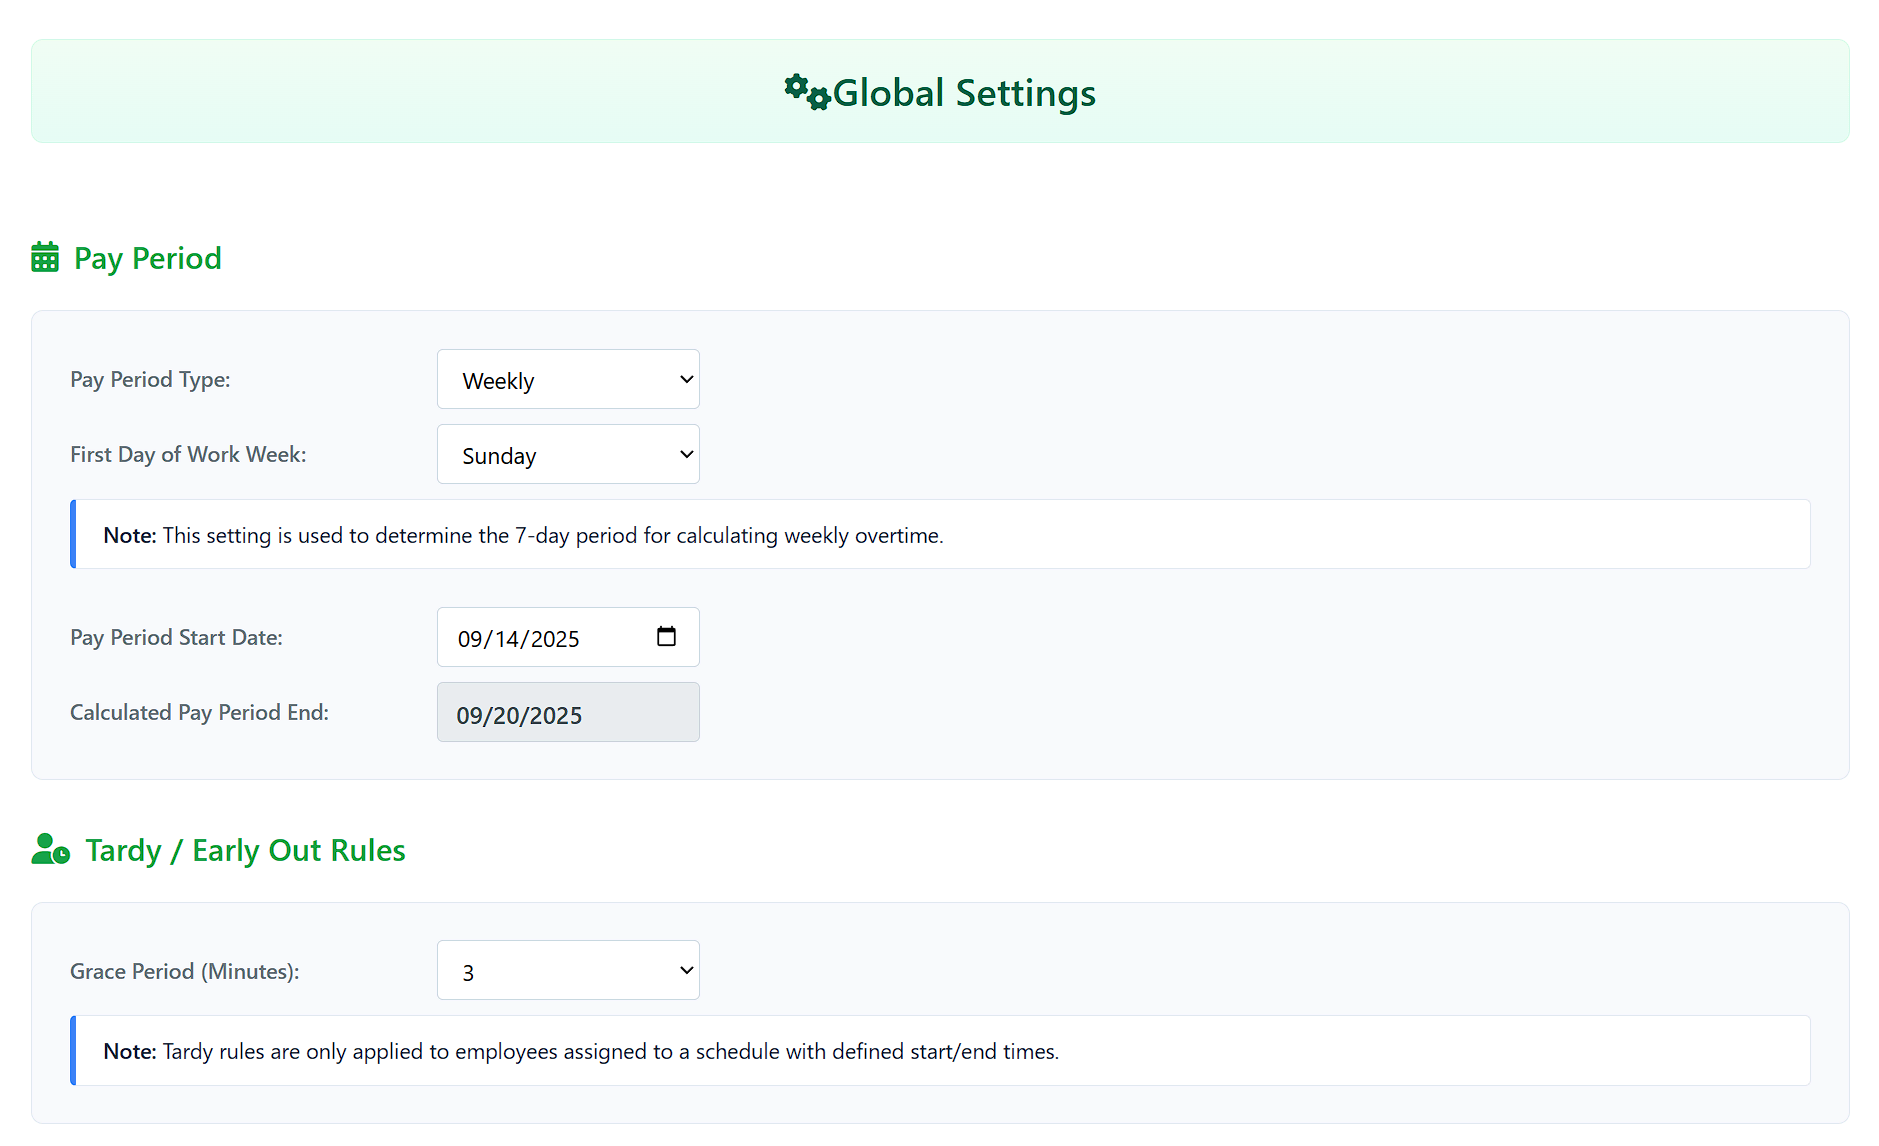 Global Settings
Pay Period
Pay Period Type:
Weekly
First Day of Work Week:
Sunday
Note: This setting is used to determine the 7-day period for calculating weekly overtime.
Pay Period Start Date:
09/14/2025
Calculated Pay Period End:
09/20/2025
Tardy / Early Out Rules
Grace Period (Minutes):
3
Note: Tardy rules are only applied to employees assigned to a schedule with defined start/end times.